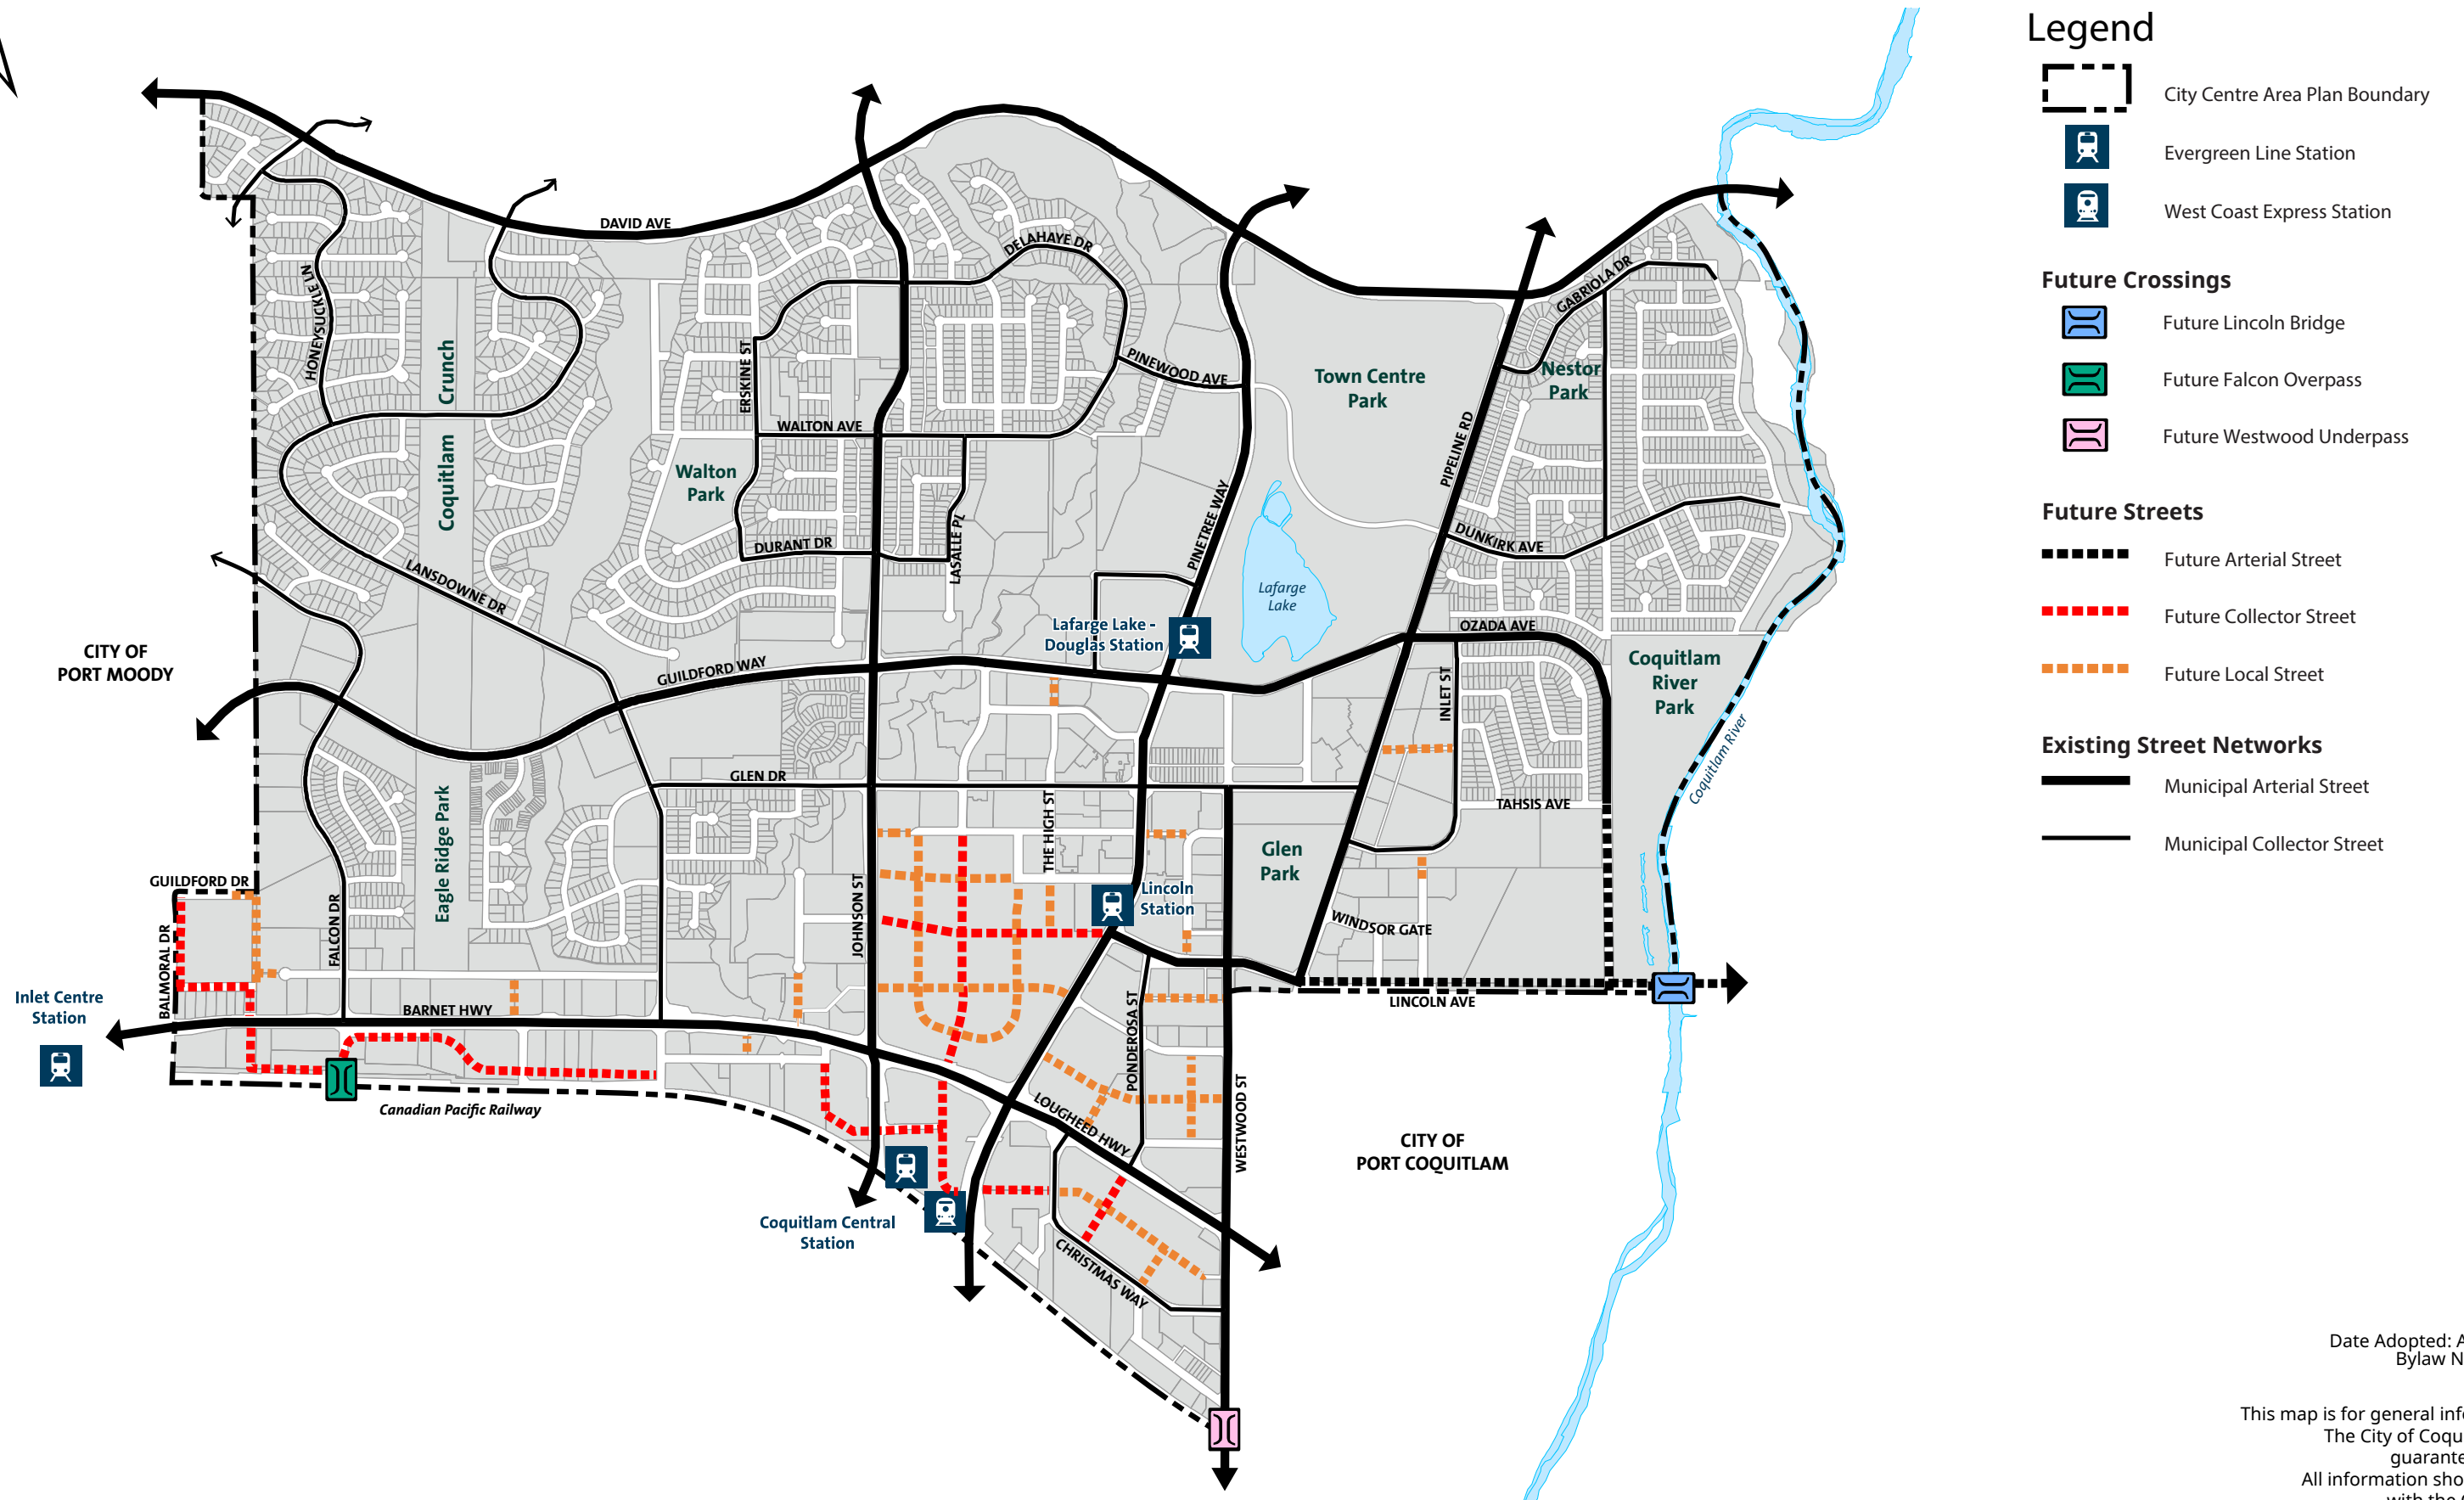 Legend
City Centre Area Plan Boundary
Evergreen Line Station
West Coast Express Station
Future Crossings
Future Lincoln Bridge
Future Falcon Overpass
Future Westwood Underpass
Future Streets
Future Arterial Street
Future Collector Street
Future Local Street
Existing Street Networks
Municipal Arterial Street
Municipal Collector Street
DAVID AVE
DELAHAYE DR
GABRIOLA DR
HONEYSUCKLE LN
Crunch
Coquitlam
ERSKINE ST
PINEWOOD AVE
Town Centre
Park
Nestor
Park
WALTON AVE
Walton
Park
PIPELINE RD
PINETREE WAY
DURANT DR
LASALLE PL
DUNKIRK AVE
LANSDOWNE DR
Lafarge
Lake
Lafarge Lake -
Douglas Station
OZADA AVE
CITY OF
PORT MOODY
GUILDFORD WAY
INLET ST
Coquitlam
River
Park
Coquitlam River
GLEN DR
THE HIGH ST
TAHSIS AVE
Eagle Ridge Park
Glen
Park
GUILDFORD DR
BALMORAL DR
FALCON DR
JOHNSON ST
Lincoln
Station
WINDSOR GATE
Inlet Centre
Station
BARNET HWY
PONDEROSA ST
LINCOLN AVE
Canadian Pacific Railway
LOUGHEED HWY
WESTWOOD ST
CITY OF
PORT COQUITLAM
Coquitlam Central
Station
CHRISTMAS WAY
Date Adopted: A
Bylaw N
This map is for general inf
The City of Coqu
guarante
All information sho
with the